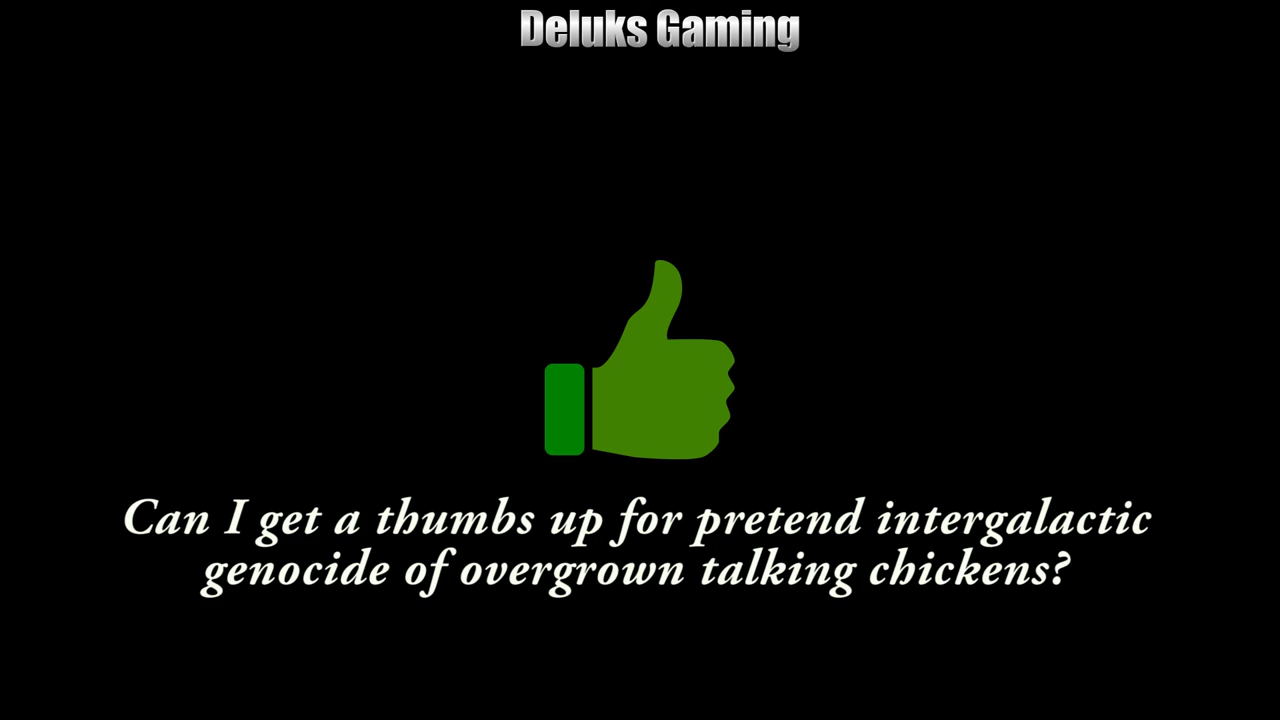 Deluks Gaming
Can I get a thumbs up for pretend intergalactic
genocide of overgrown talking chickens?